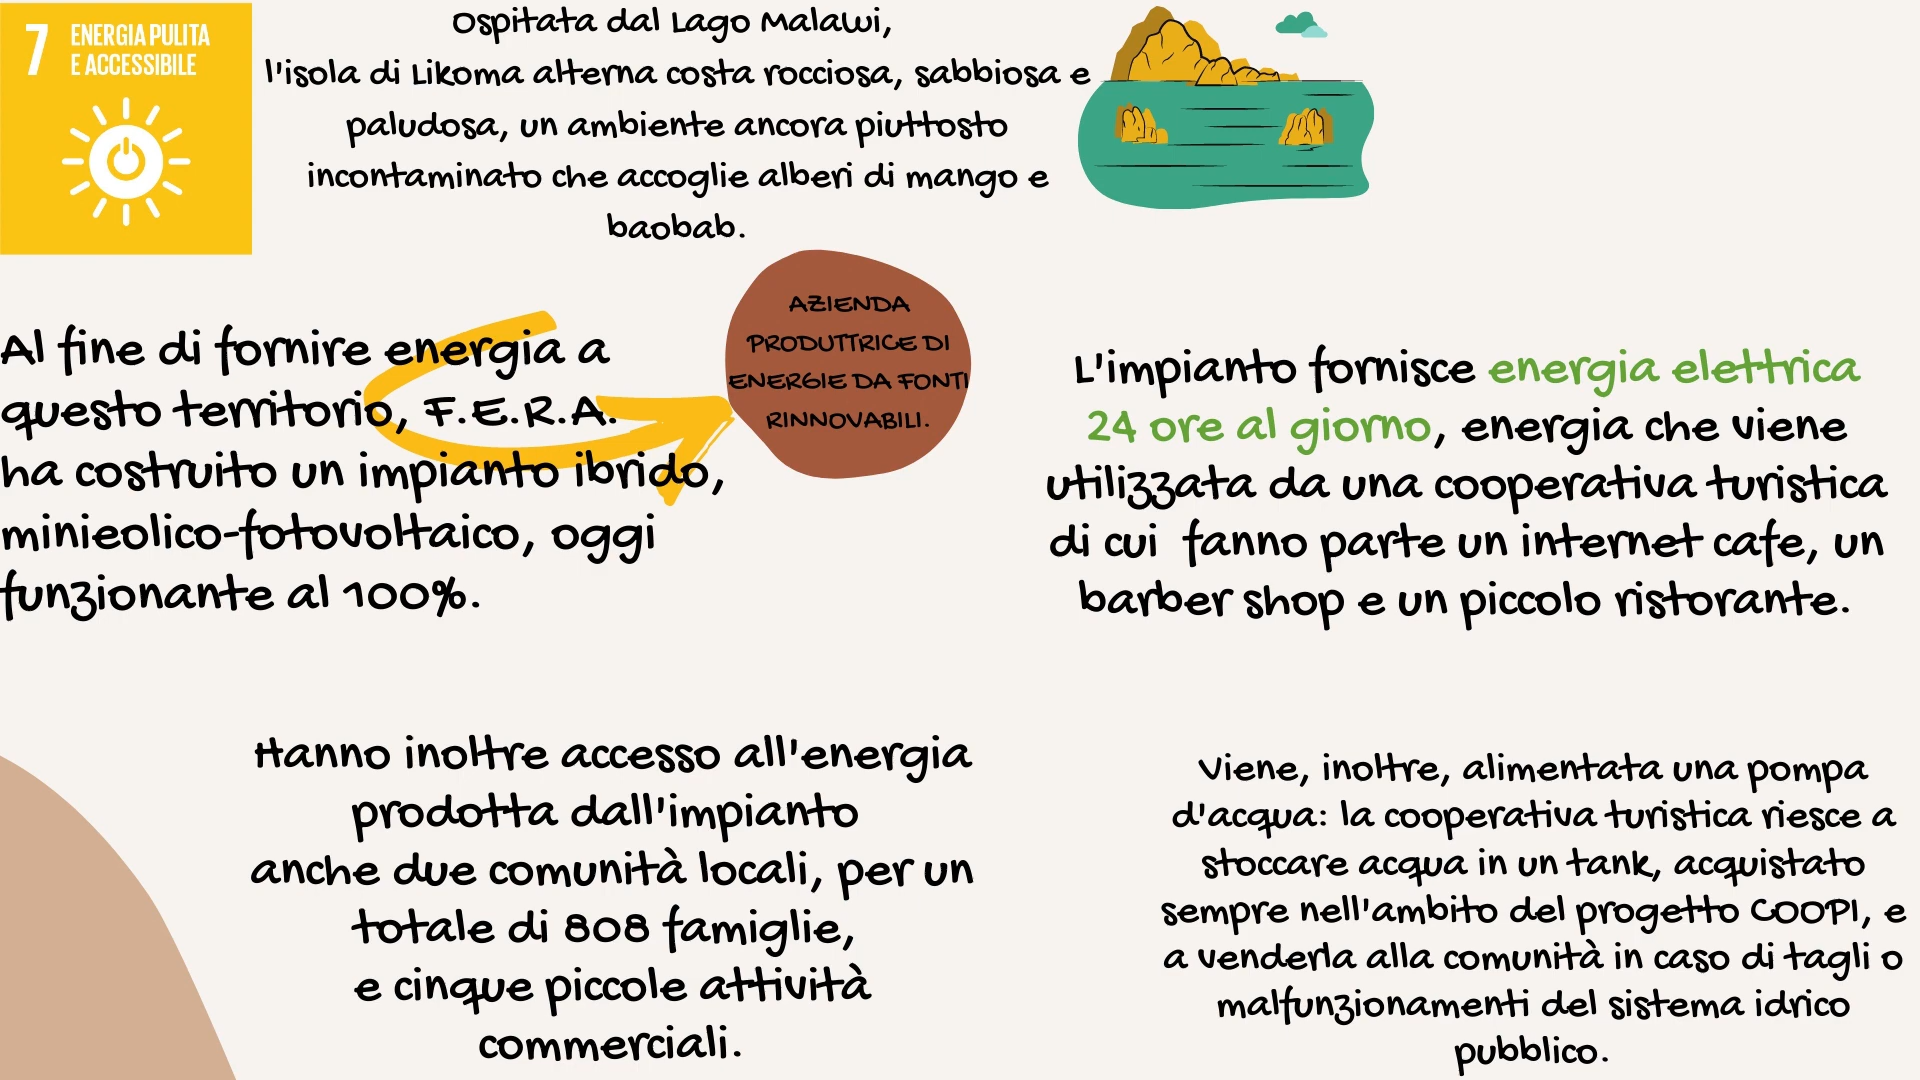 7 ENERGIA PULITA
E ACCESSIBILE
Ospitata dal Lago Malawi,
l'isola di Likoma alterna costa rocciosa, sabbiosa e
paludosa, un ambiente ancora piuttosto
incontaminato che accoglie alberi di mango e
baobab.
Al fine di fornire energia a
questo territorio, F.E.R.A.
ha costruito un impianto ibrido,
minieolico-fotovoltaico, oggi
funzionante al 100%.
AZIENDA
PRODUTTRICE DI
ENERGIE DA FONTI
RINNOVABILI.
L'impianto fornisce energia elettrica
24 ore al giorno, energia che viene
utilizzata da una cooperativa turistica
di cui fanno parte un internet cafe, un
barber shop e un piccolo ristorante.
Hanno inoltre accesso all'energia
prodotta dall'impianto
anche due comunità locali, per un
totale di 808 famiglie,
e cinque piccole attività
commerciali.
Viene, inoltre, alimentata una pompa
d'acqua: la cooperativa turistica riesce a
stoccare acqua in un tank, acquistato
sempre nell'ambito del progetto COOPI, e
a venderla alla comunità in caso di tagli o
malfunzionamenti del sistema idrico
pubblico.